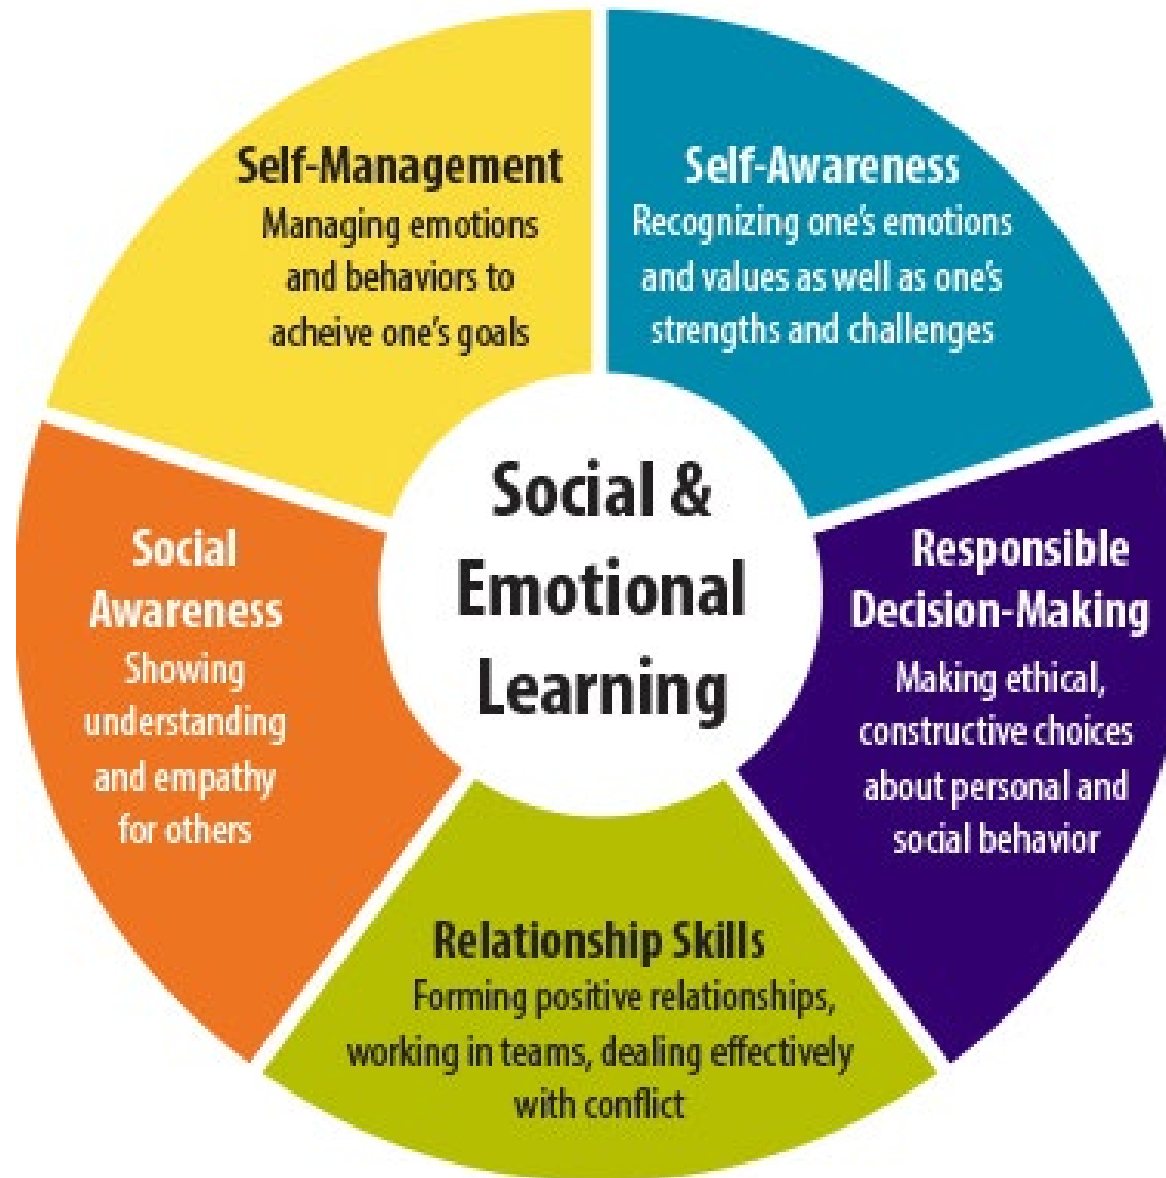 Self-Management
Managing emotions
and behaviors to
acheive one's goals
Self-Awareness
Recognizing one's emotions
and values as well as one's
strengths and challenges
Social &
Emotional
Learning
Social
Awareness
Showing
understanding
and empathy
for others
Responsible
Decision-Making
Making ethical,
constructive choices
about personal and
social behavior
Relationship Skills
Forming positive relationships,
working in teams, dealing effectively
with conflict